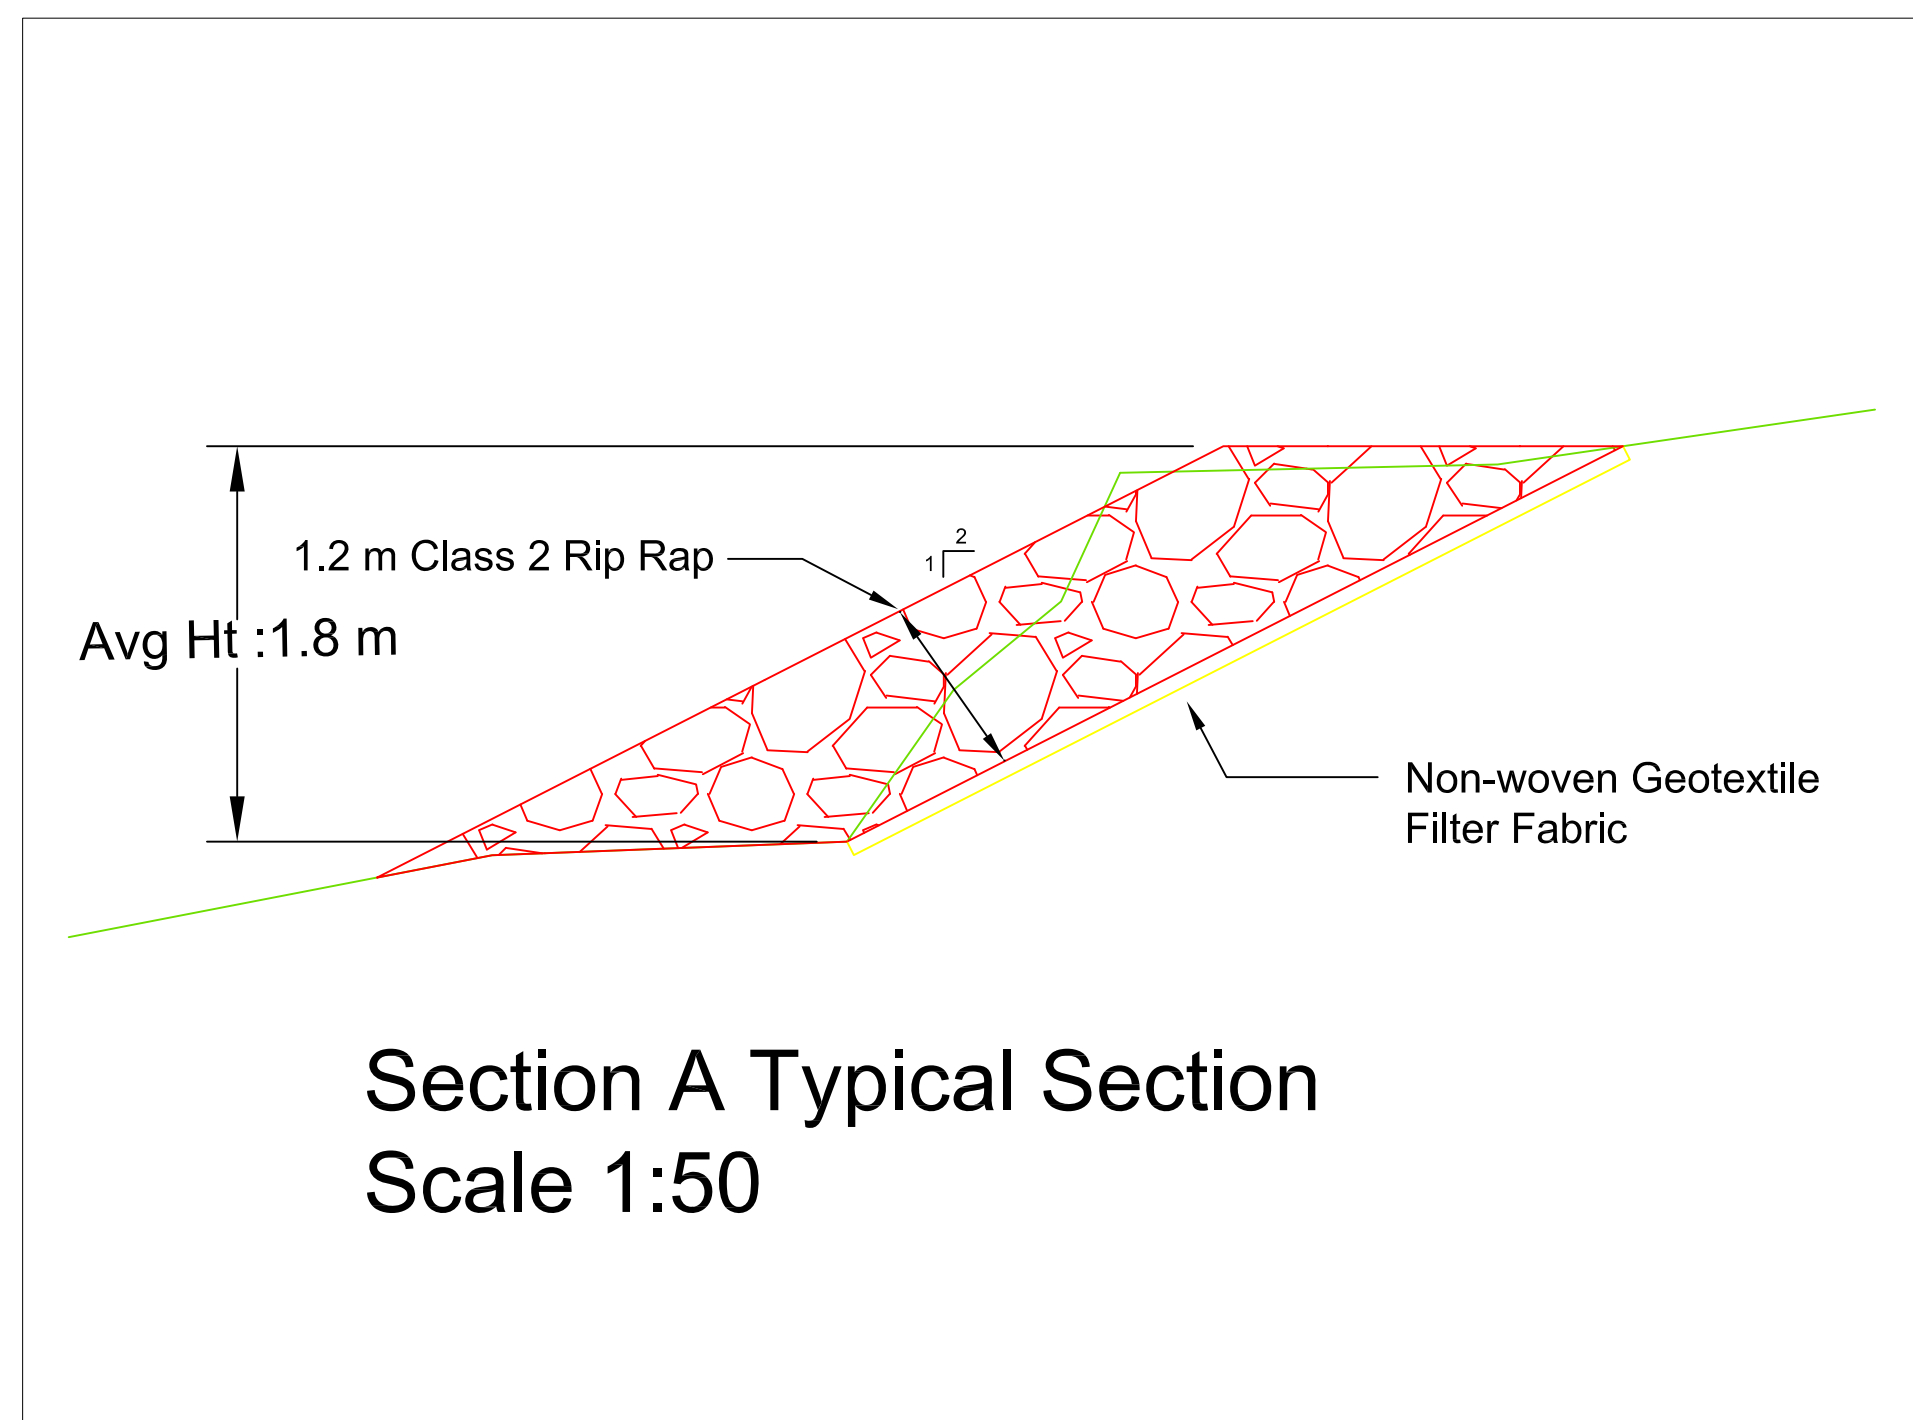 2
1
1.2 m Class 2 Rip Rap
Avg Ht :1.8 m
Non-woven Geotextile
Filter Fabric
Section A Typical Section
Scale 1:50